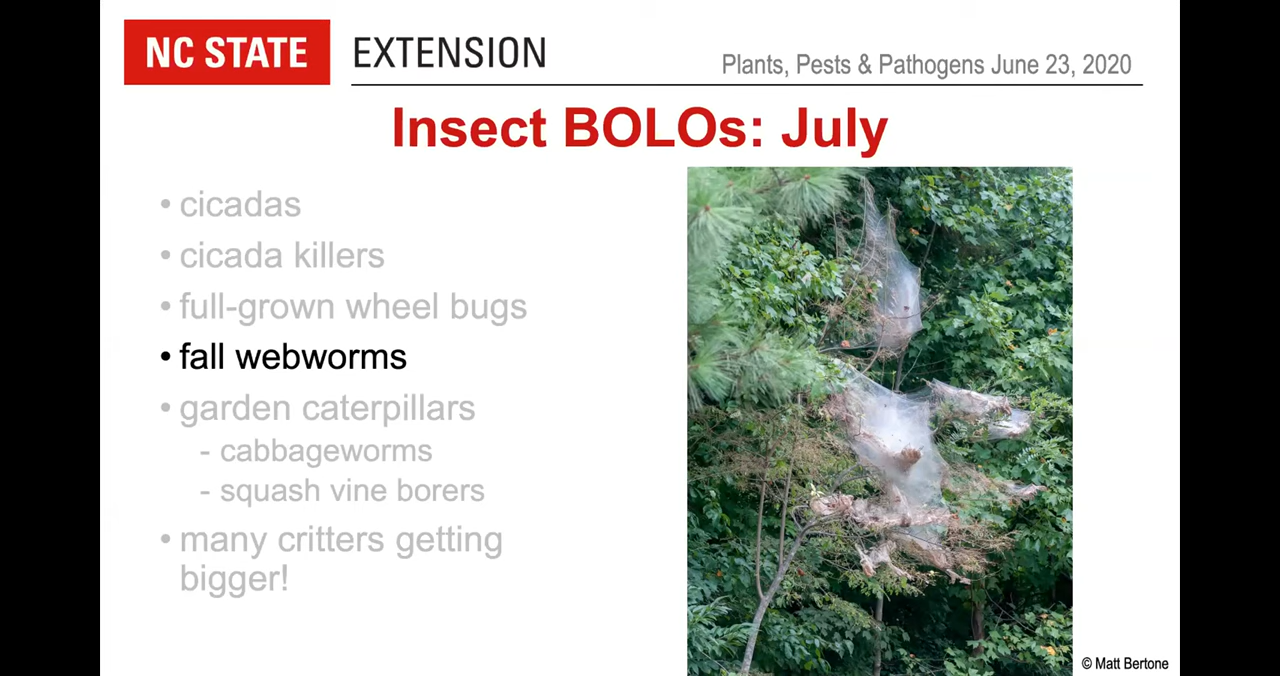 NC STATE EXTENSION
Plants, Pests & Pathogens June 23, 2020
Insect BOLOs: July
• cicadas
• cicada killers
• full-grown wheel bugs
• fall webworms
• garden caterpillars
- cabbageworms
- squash vine borers
• many critters getting
bigger!
© Matt Bertone